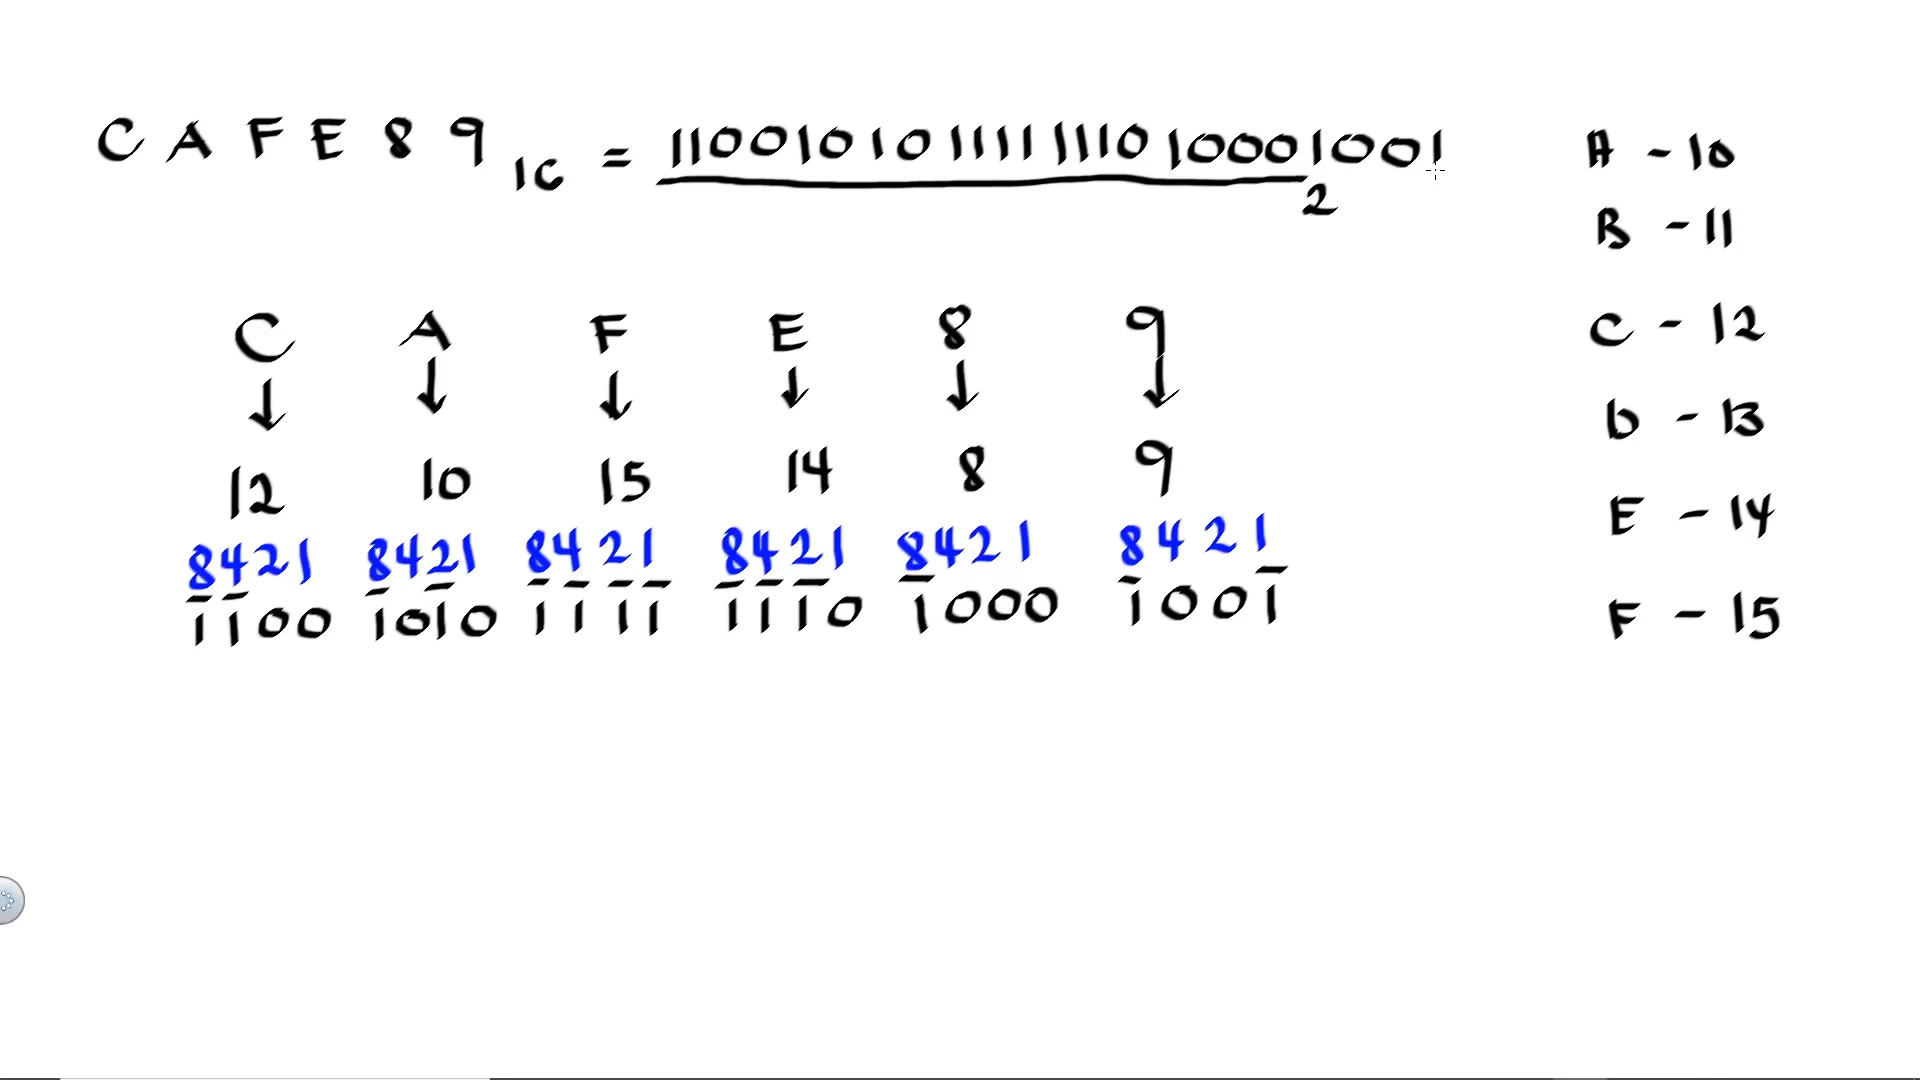 C A F E 8 9 16 = 110010101111111010001001 2
C A F E 8 9
12 10 15 14 8 9
8421 8421 8421 8421 8421 8421
1100 1010 1111 1110 1000 1001
A - 10
B - 11
C - 12
D - 13
E - 14
F - 15